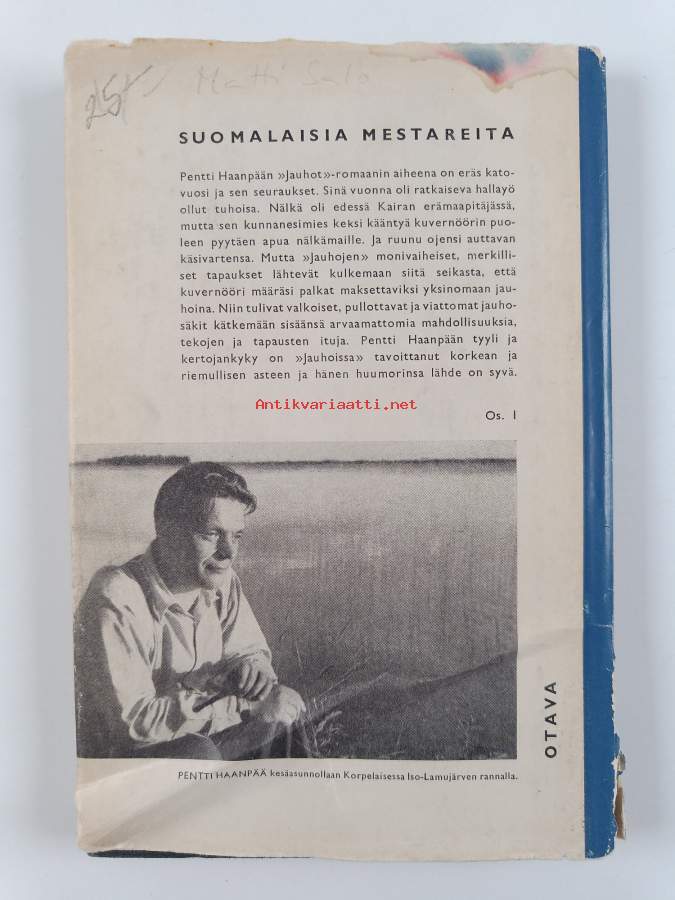 25:-
Matti Salo
SUOMALAISIA MESTAREITA
Pentti Haanpään »Jauhot»-romaanin aiheena on eräs kato-
vuosi ja sen seuraukset. Sinä vuonna oli ratkaiseva hallayö
ollut tuhoisa. Nälkä oli edessä Kairan erämaapitäjässä,
mutta sen kunnanesimies keksi kääntyä kuvernöörin puo-
leen pyytäen apua nälkämaille. Ja ruunu ojensi auttavan
käsivartensa. Mutta »Jauhojen» monivaiheiset, merkilli-
set tapaukset lähtevät kulkemaan siitä seikasta, että
kuvernööri määräsi palkat maksettaviksi yksinomaan jau-
hoina. Niin tulivat valkoiset, pullottavat ja viattomat jauho-
säkit kätkemään sisäänsä arvaamattomia mahdollisuuksia,
tekojen ja tapausten ituja. Pentti Haanpään tyyli ja
kertojankyky on »Jauhoissa» tavoittanut korkean ja
riemullisen asteen ja hänen huumorinsa lähde on syvä.
Antikvariaatti.net
Os. I
OTAVA
PENTTI HAANPÄÄ kesäasunnollaan Korpelaisessa Iso-Lamujärven rannalla.